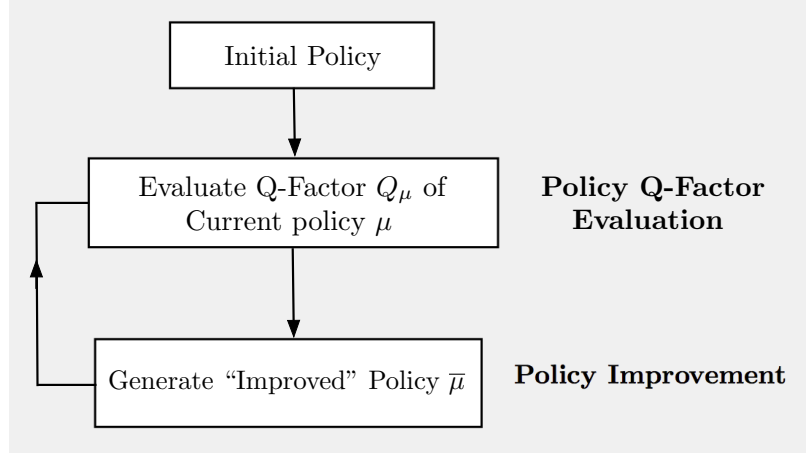 Initial Policy
Evaluate Q-Factor Qμ of
Current policy μ
Policy Q-Factor
Evaluation
Generate “Improved” Policy μ̅
Policy Improvement